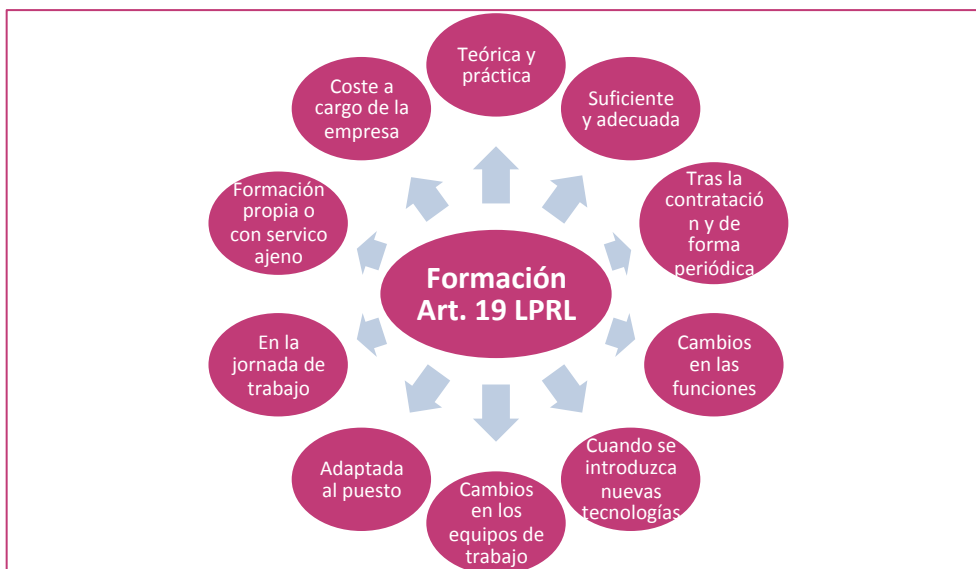 Teórica y
práctica
Suficiente
y adecuada
Tras la
contratació
n y de
forma
periódica
Cambios
en las
funciones
Cuando se
introduzca
nuevas
tecnologías
Cambios
en los
equipos de
trabajo
Adaptada
al puesto
En la
jornada de
trabajo
Formación
propia o
con servico
ajeno
Coste a
cargo de la
empresa
Formación
Art. 19 LPRL